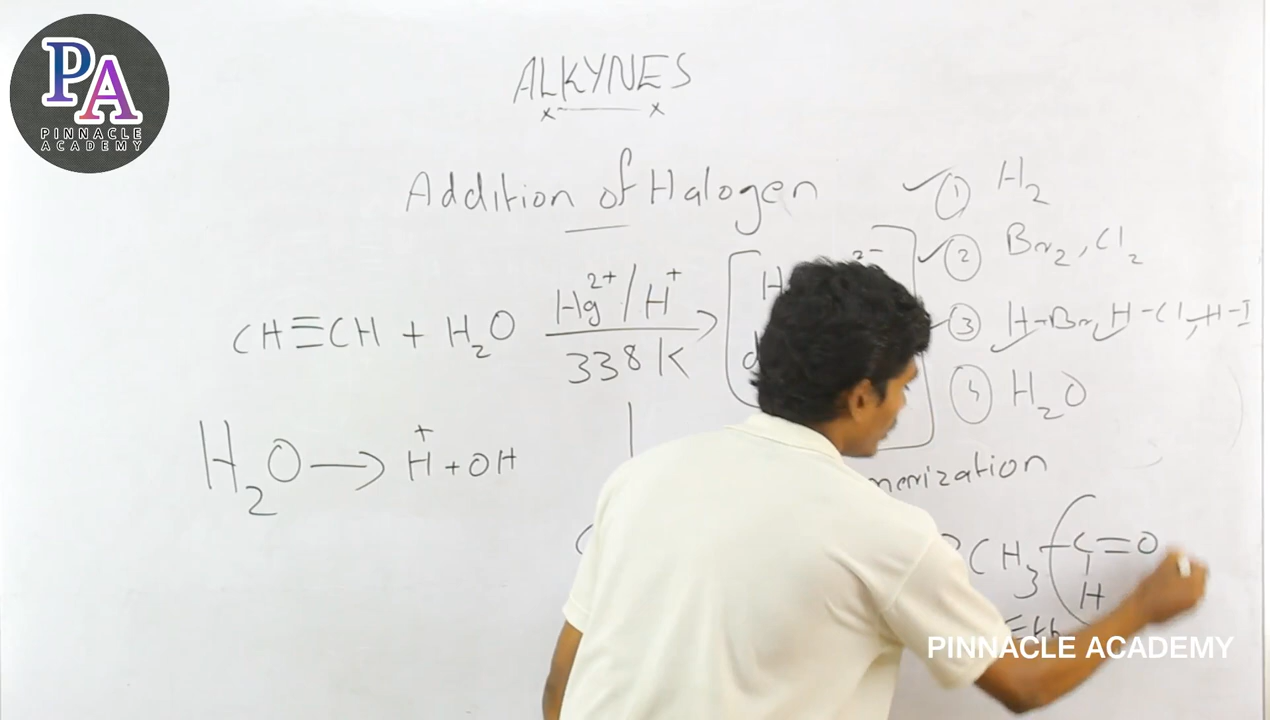 PA
PINNACLE
ACADEMY
ALKYNES
Addition of Halogen
① H₂
② Br₂, Cl₂
③ H-Br, H-Cl, H-I
④ H₂O
CH≡CH + H₂O Hg²⁺/H⁺
338 K
H₂O → H⁺ + OH
CH₃-C=O
H
PINNACLE ACADEMY